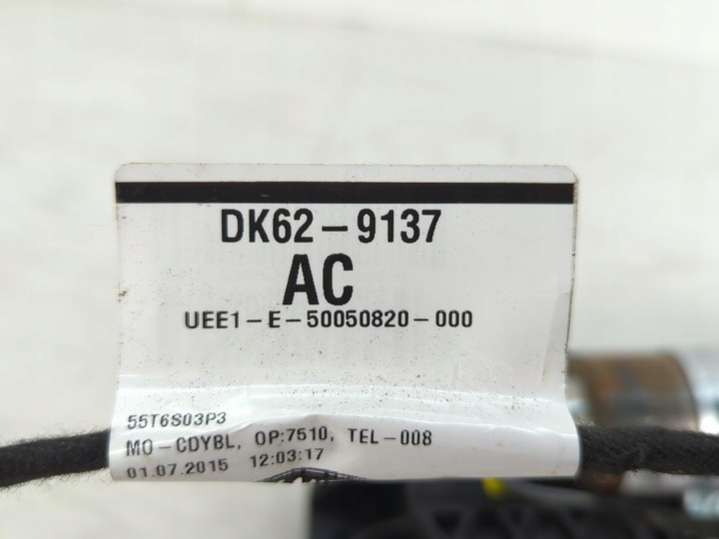 DK62-9137
AC
UEE1-E-50050820-000
55T6S03P3
MO-CDYBL, OP:7510, TEL-008
01.07.2015 12:03:17